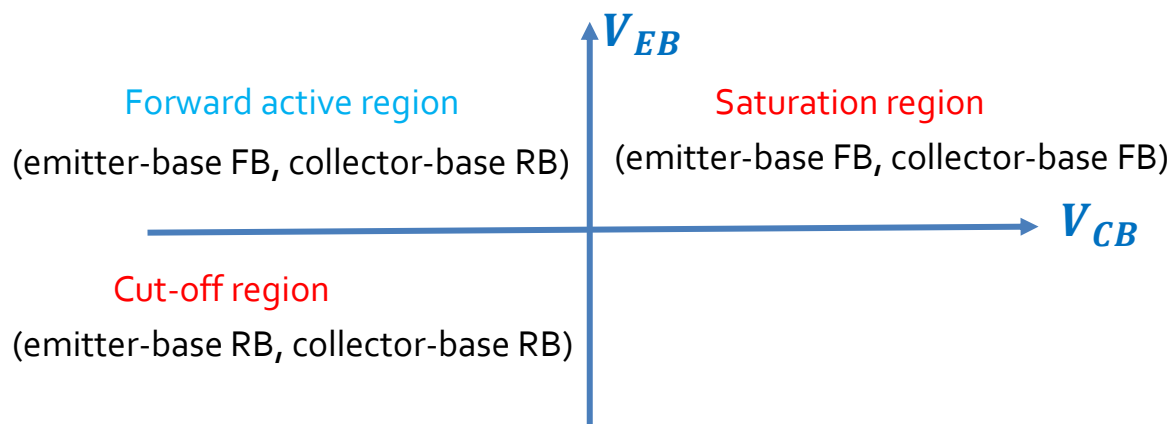 V_EB
Forward active region
Saturation region
(emitter-base FB, collector-base RB)
(emitter-base FB, collector-base FB)
V_CB
Cut-off region
(emitter-base RB, collector-base RB)